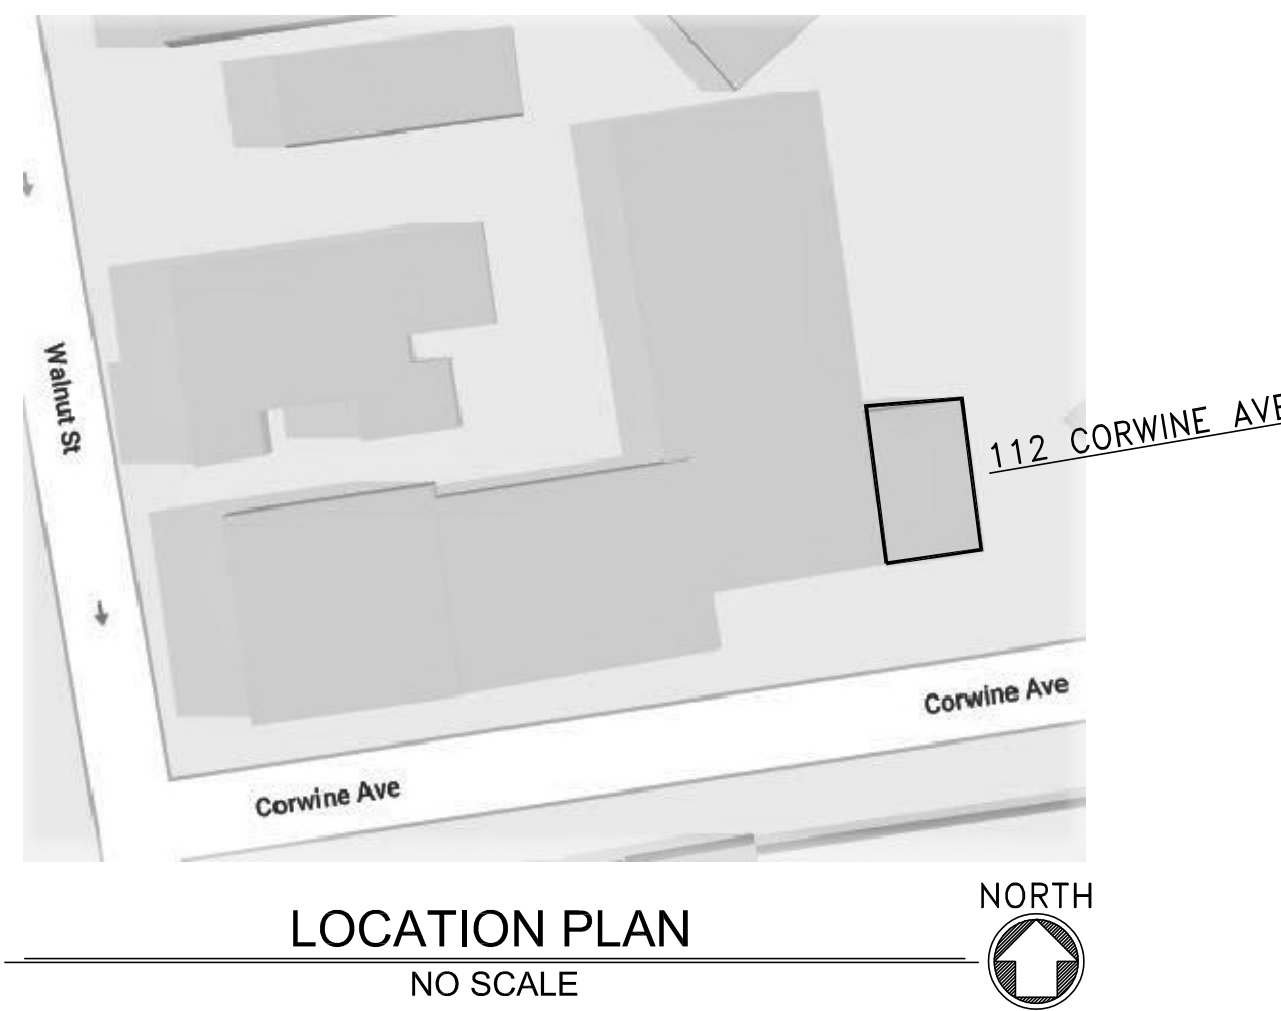 Walnut St
112 CORWINE AVE
Corwine Ave
Corwine Ave
NORTH
LOCATION PLAN
NO SCALE